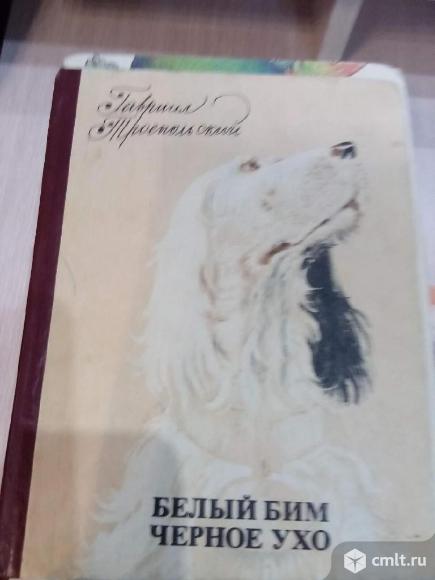 Гавриил
Троепольский
БЕЛЫЙ БИМ
ЧЕРНОЕ УХО
cmlt.ru